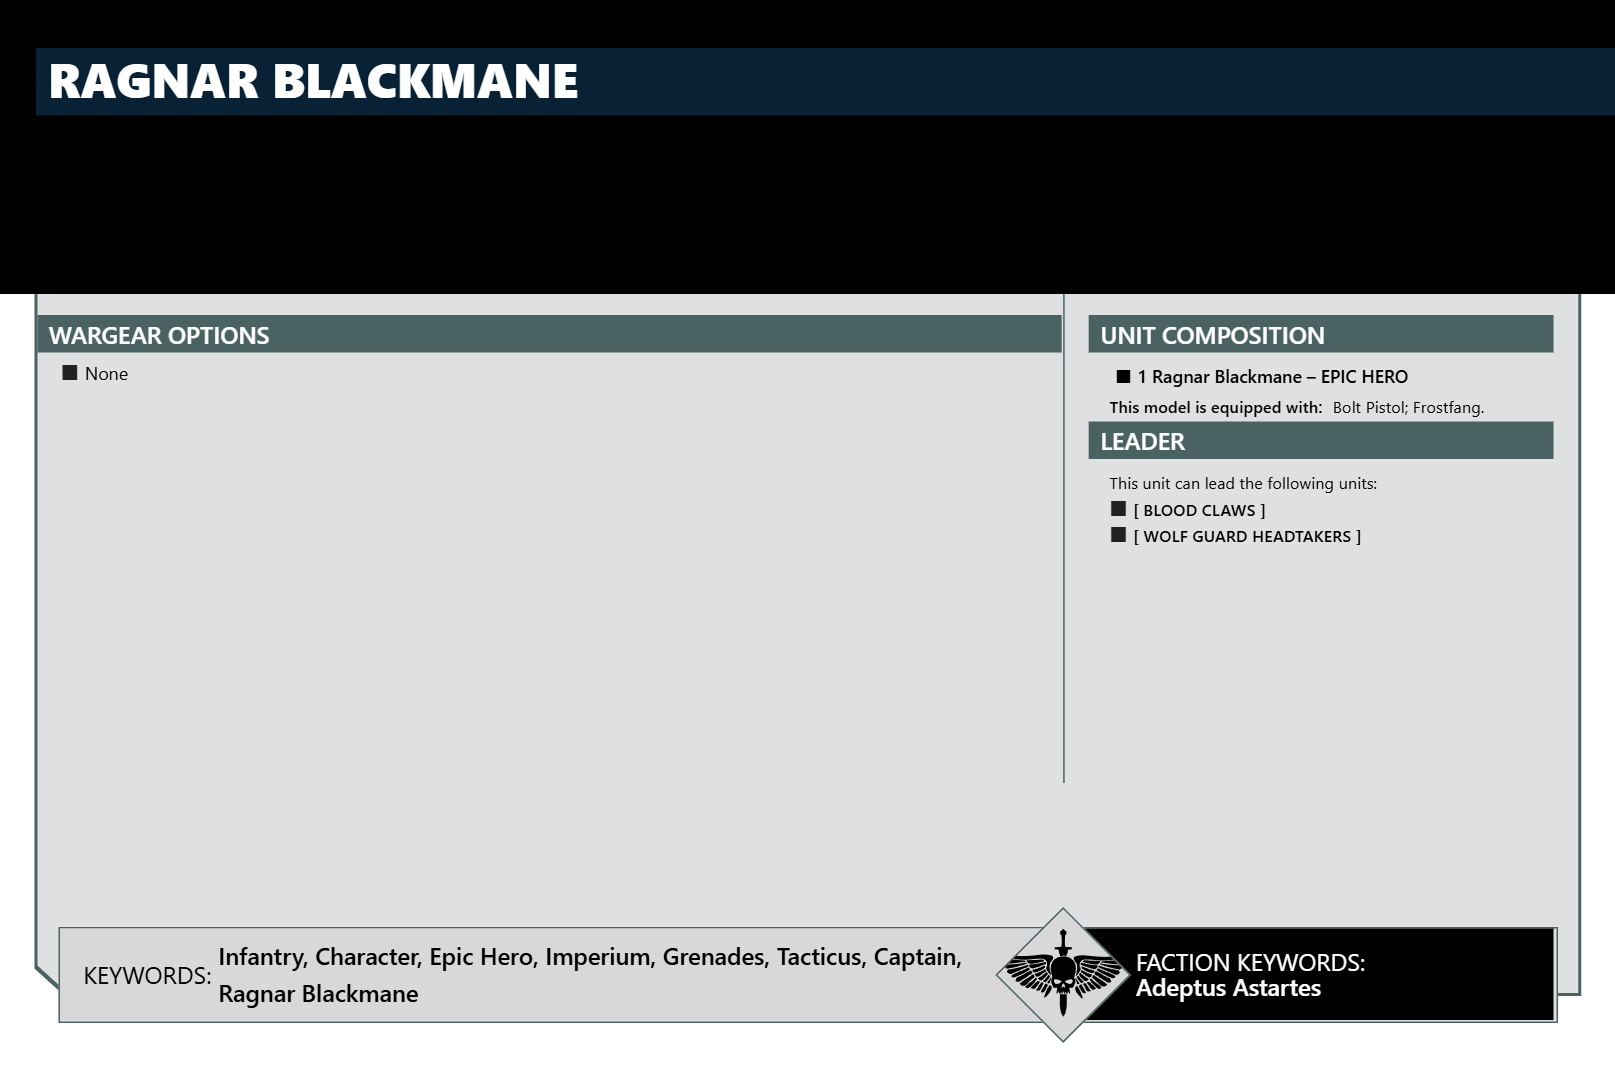 RAGNAR BLACKMANE
WARGEAR OPTIONS
None
UNIT COMPOSITION
1 Ragnar Blackmane – EPIC HERO
This model is equipped with: Bolt Pistol; Frostfang.
LEADER
This unit can lead the following units:
[ BLOOD CLAWS ]
[ WOLF GUARD HEADTAKERS ]
KEYWORDS: Infantry, Character, Epic Hero, Imperium, Grenades, Tacticus, Captain,
Ragnar Blackmane
FACTION KEYWORDS:
Adeptus Astartes